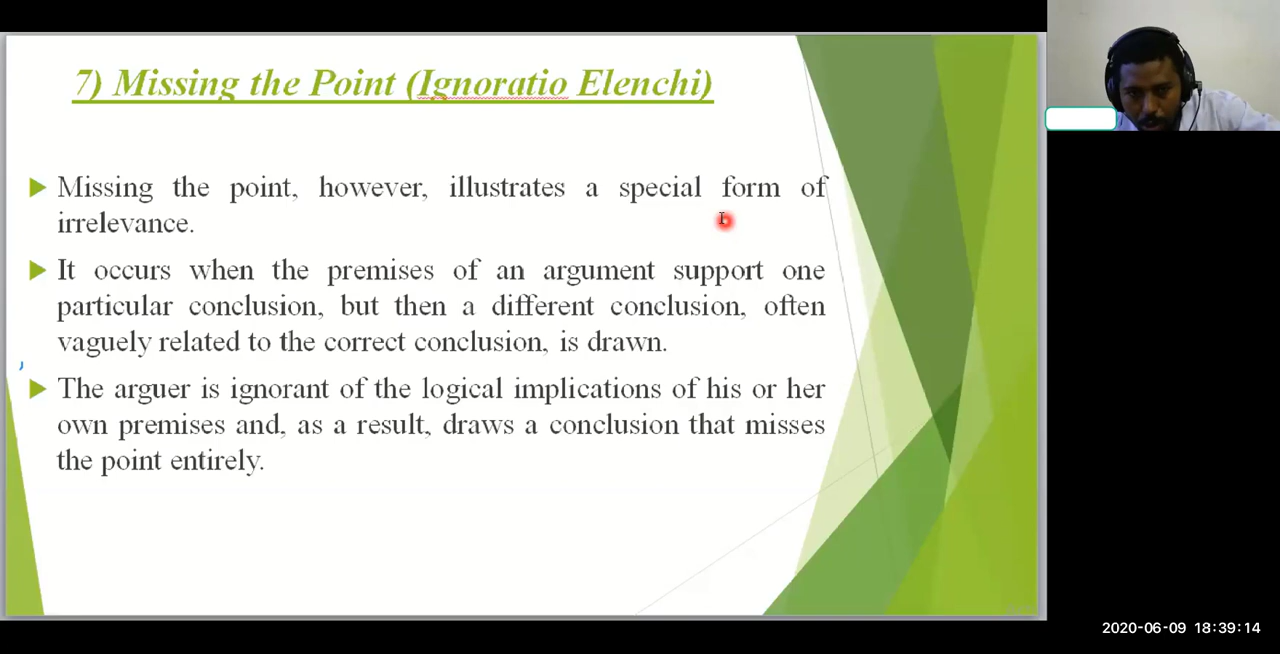 7) Missing the Point (Ignoratio Elenchi)
Missing the point, however, illustrates a special form of
irrelevance.
It occurs when the premises of an argument support one
particular conclusion, but then a different conclusion, often
vaguely related to the correct conclusion, is drawn.
The arguer is ignorant of the logical implications of his or her
own premises and, as a result, draws a conclusion that misses
the point entirely.
2020-06-09 18:39:14